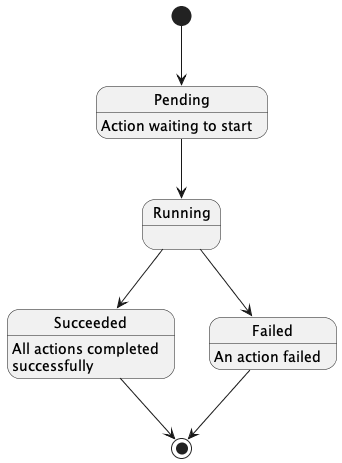 Pending
Action waiting to start
Running
Succeeded
All actions completed
successfully
Failed
An action failed